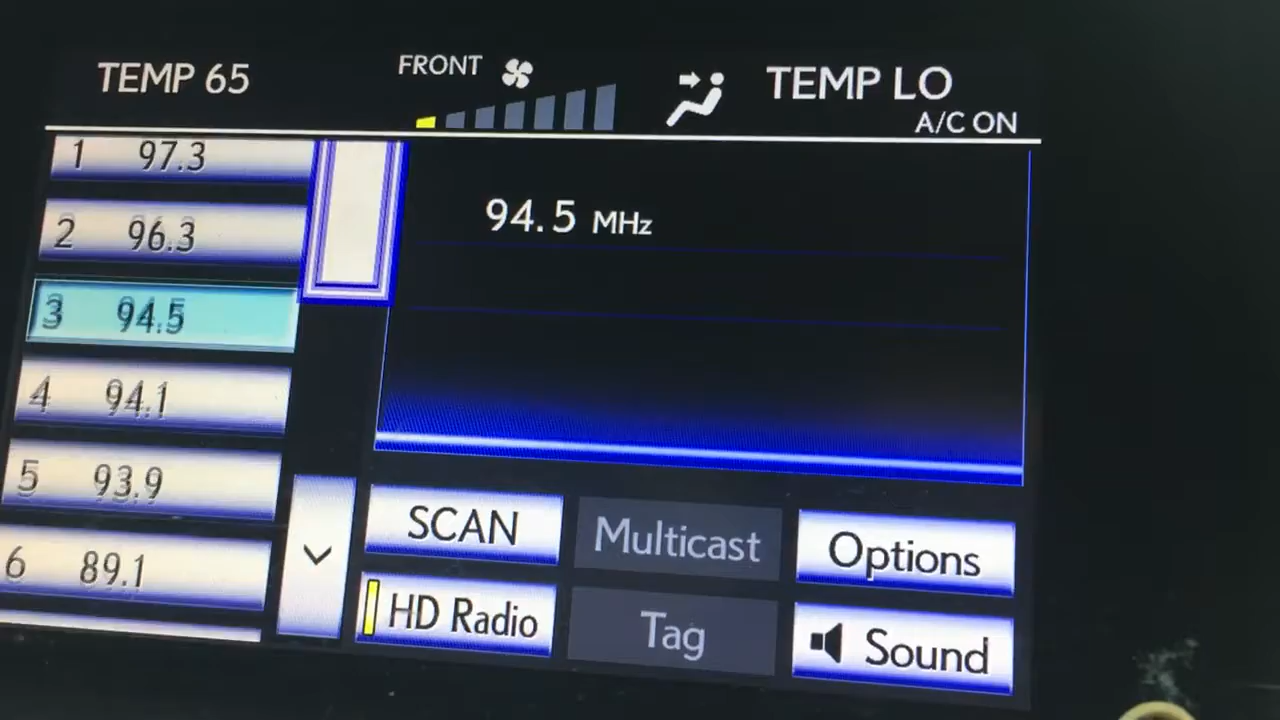 TEMP 65
FRONT
TEMP LO
A/C ON
1 97.3
2 96.3
3 94.5
4 94.1
5 93.9
6 89.1
94.5 MHz
SCAN
Multicast
Options
HD Radio
Tag
Sound